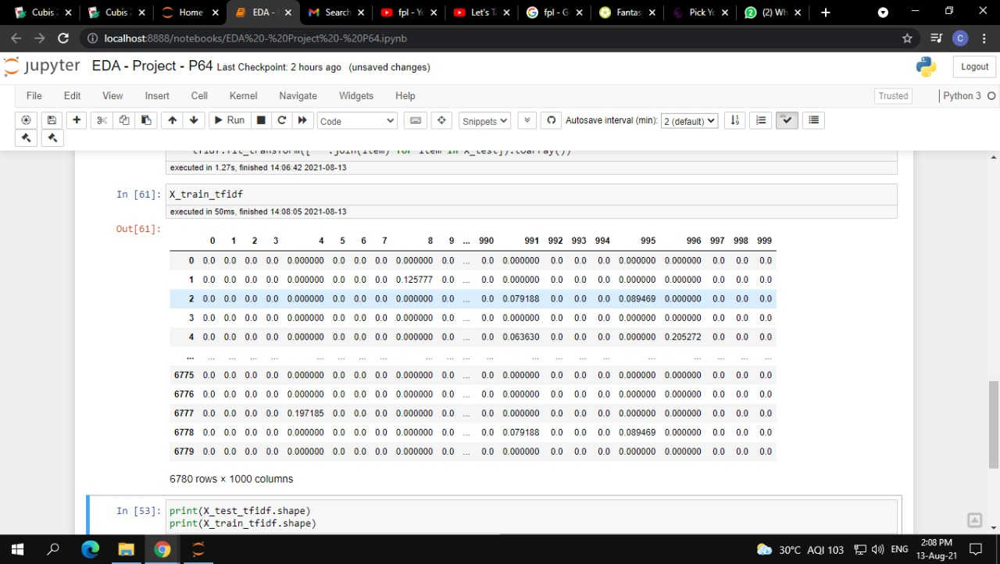 Cubis
Cubis
Home
EDA -
Search
fpl - Yo
Let's Ta
fpl - Go
Fantas
Pick Yo
(2) Wh
localhost:8888/notebooks/EDA%20-%20Project%20-%20P64.ipynb
C
jupyter EDA - Project - P64 Last Checkpoint: 2 hours ago (unsaved changes)
Logout
File Edit View Insert Cell Kernel Navigate Widgets Help
Trusted
Python 3
Run Code Snippets Autosave interval (min): 2 (default)
tfidf.fit_transform([" ".join(item) for item in X_test]).toarray())
executed in 1.27s, finished 14:06:42 2021-08-13
In [61]: X_train_tfidf
executed in 50ms, finished 14:08:05 2021-08-13
Out[61]:
0 1 2 3 4 5 6 7 8 9 ... 990 991 992 993 994 995 996 997 998 999
0 0.0 0.0 0.0 0.0 0.000000 0.0 0.0 0.0 0.000000 0.0 ... 0.0 0.000000 0.0 0.0 0.0 0.000000 0.000000 0.0 0.0 0.0
1 0.0 0.0 0.0 0.0 0.000000 0.0 0.0 0.0 0.125777 0.0 ... 0.0 0.000000 0.0 0.0 0.0 0.000000 0.000000 0.0 0.0 0.0
2 0.0 0.0 0.0 0.0 0.000000 0.0 0.0 0.0 0.000000 0.0 ... 0.0 0.079188 0.0 0.0 0.0 0.089469 0.000000 0.0 0.0 0.0
3 0.0 0.0 0.0 0.0 0.000000 0.0 0.0 0.0 0.000000 0.0 ... 0.0 0.000000 0.0 0.0 0.0 0.000000 0.000000 0.0 0.0 0.0
4 0.0 0.0 0.0 0.0 0.000000 0.0 0.0 0.0 0.000000 0.0 ... 0.0 0.063630 0.0 0.0 0.0 0.000000 0.205272 0.0 0.0 0.0
... ... ... ... ... ... ... ... ... ... ... ... ... ... ... ... ... ... ... ... ... ...
6775 0.0 0.0 0.0 0.0 0.000000 0.0 0.0 0.0 0.000000 0.0 ... 0.0 0.000000 0.0 0.0 0.0 0.000000 0.000000 0.0 0.0 0.0
6776 0.0 0.0 0.0 0.0 0.000000 0.0 0.0 0.0 0.000000 0.0 ... 0.0 0.000000 0.0 0.0 0.0 0.000000 0.000000 0.0 0.0 0.0
6777 0.0 0.0 0.0 0.0 0.197185 0.0 0.0 0.0 0.000000 0.0 ... 0.0 0.000000 0.0 0.0 0.0 0.000000 0.000000 0.0 0.0 0.0
6778 0.0 0.0 0.0 0.0 0.000000 0.0 0.0 0.0 0.000000 0.0 ... 0.0 0.079188 0.0 0.0 0.0 0.089469 0.000000 0.0 0.0 0.0
6779 0.0 0.0 0.0 0.0 0.000000 0.0 0.0 0.0 0.000000 0.0 ... 0.0 0.000000 0.0 0.0 0.0 0.000000 0.000000 0.0 0.0 0.0
6780 rows × 1000 columns
In [53]: print(X_test_tfidf.shape)
print(X_train_tfidf.shape)
30°C AQI 103 ENG
2:08 PM
13-Aug-21